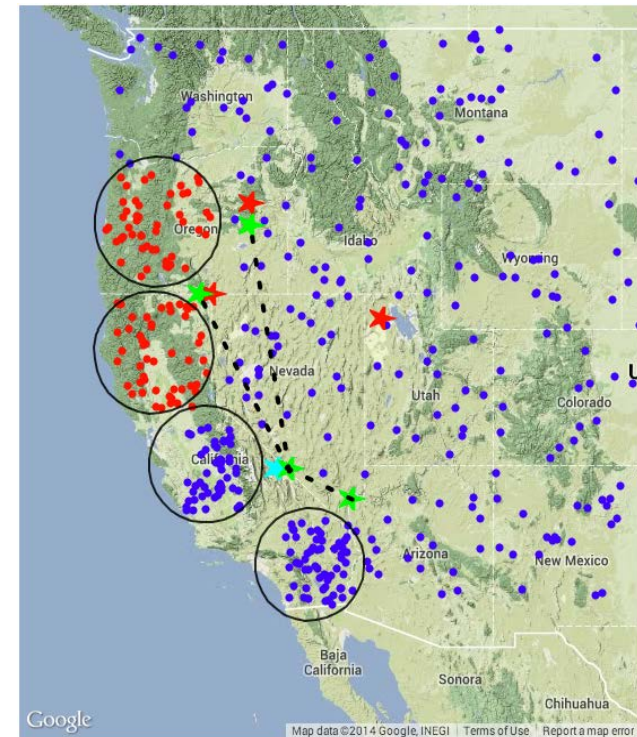 Washington
Montana
Oregon
Idaho
Wyoming
Nevada
Utah
Colorado
U
California
Arizona
New Mexico
Baja
California
Sonora
Chihuahua
Google
Map data ©2014 Google, INEGI
Terms of Use
Report a map error